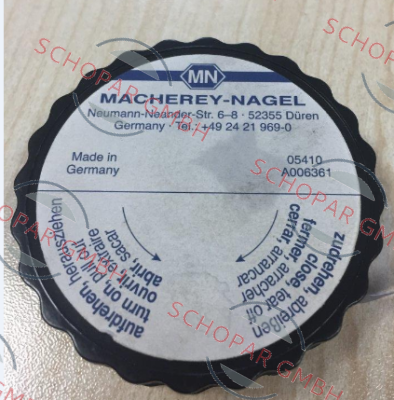 MN
MACHEREY-NAGEL
Neumann-Neander-Str. 6–8 · 52355 Düren
Germany · Tel.: +49 24 21 969-0
Made in
Germany
05410
A006361
aufdrehen, herausziehen
turn on, pull out
ouvrir, extraire
abrir, sacar
zudrehen, abreißen
close, tear off
fermer, arracher
cerrar, arrancar
SCHOPAR GMBH
SCHOPAR GMBH
SCHOPAR GMBH
SCHOPAR GMBH
SCHOPAR GMBH